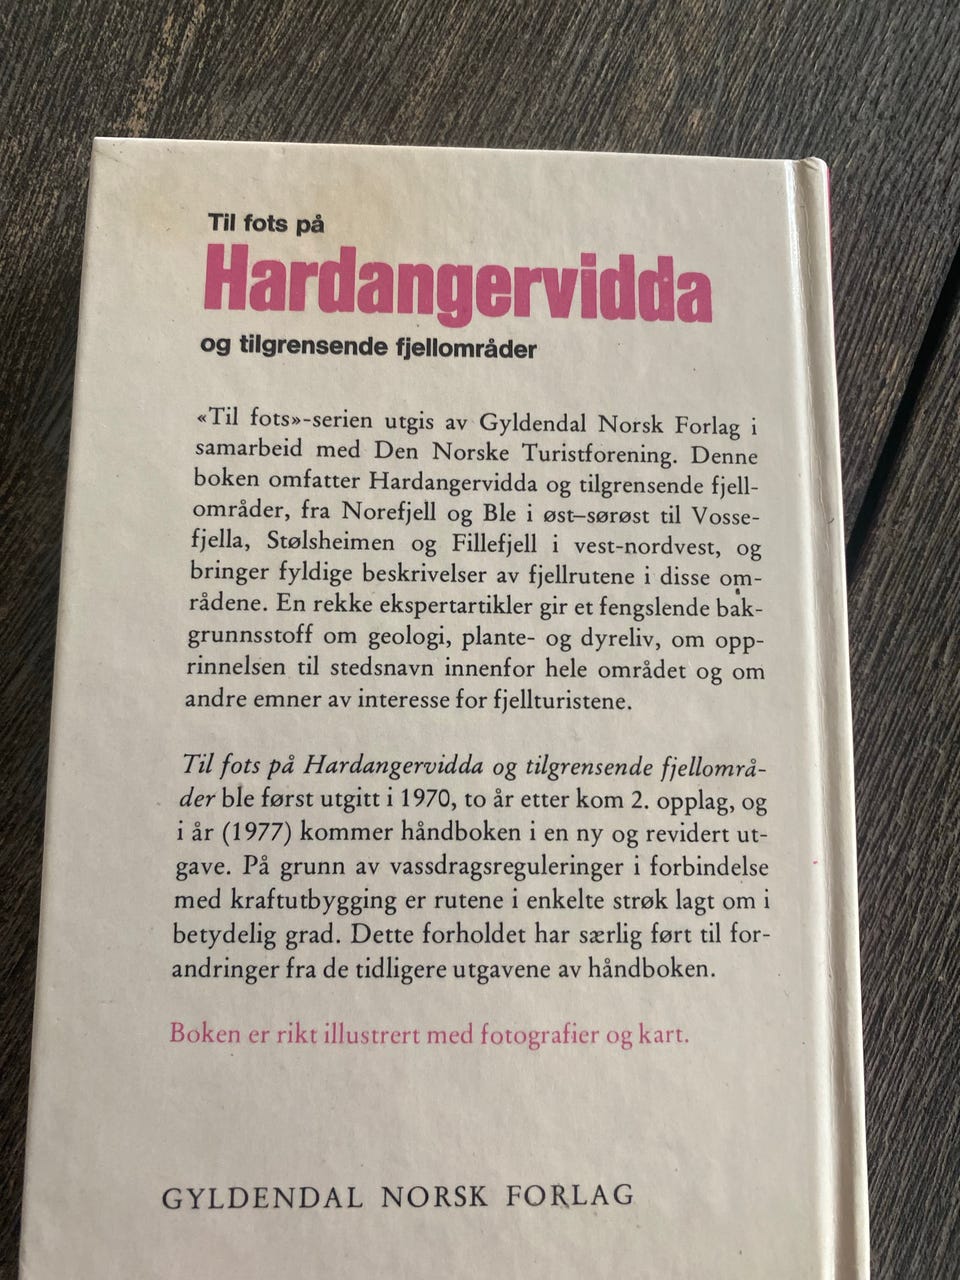 Til fots på
Hardangervidda
og tilgrensende fjellområder
«Til fots»-serien utgis av Gyldendal Norsk Forlag i
samarbeid med Den Norske Turistforening. Denne
boken omfatter Hardangervidda og tilgrensende fjell-
områder, fra Norefjell og Ble i øst–sørøst til Vosse-
fjella, Stølsheimen og Fillefjell i vest-nordvest, og
bringer fyldige beskrivelser av fjellrutene i disse om-
rådene. En rekke ekspertartikler gir et fengslende bak-
grunnsstoff om geologi, plante- og dyreliv, om opp-
rinnelsen til stedsnavn innenfor hele området og om
andre emner av interesse for fjellturistene.
Til fots på Hardangervidda og tilgrensende fjellområ-
der ble først utgitt i 1970, to år etter kom 2. opplag, og
i år (1977) kommer håndboken i en ny og revidert ut-
gave. På grunn av vassdragsreguleringer i forbindelse
med kraftutbygging er rutene i enkelte strøk lagt om i
betydelig grad. Dette forholdet har særlig ført til for-
andringer fra de tidligere utgavene av håndboken.
Boken er rikt illustrert med fotografier og kart.
GYLDENDAL NORSK FORLAG